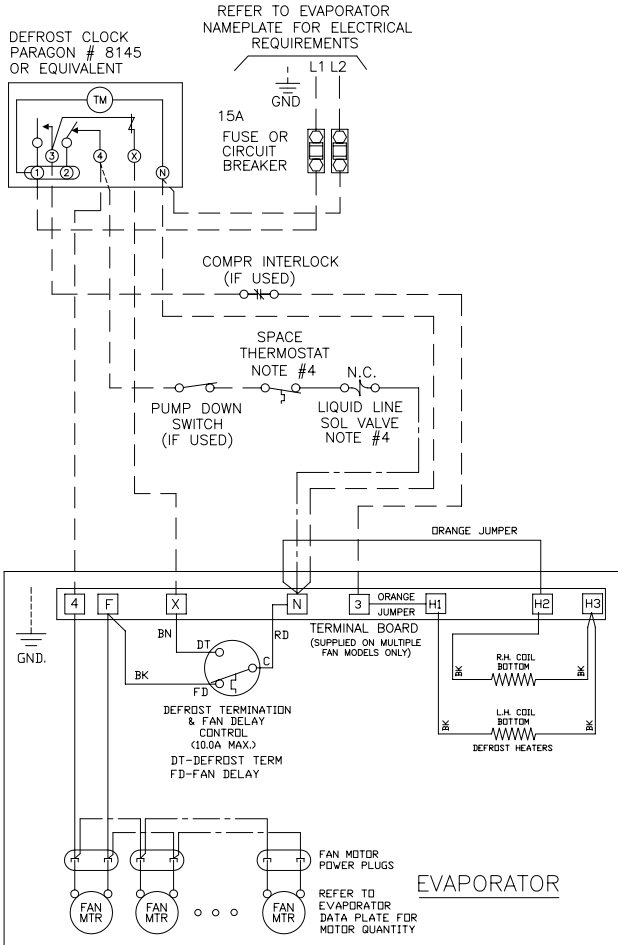 REFER TO EVAPORATOR
NAMEPLATE FOR ELECTRICAL
REQUIREMENTS
DEFROST CLOCK
PARAGON # 8145
OR EQUIVALENT
L1 L2
GND
TM
15A
FUSE OR
CIRCUIT
BREAKER
3
4
X
1
2
N
COMPR INTERLOCK
(IF USED)
SPACE
THERMOSTAT
NOTE #4
N.C.
PUMP DOWN
SWITCH
(IF USED)
LIQUID LINE
SOL VALVE
NOTE #4
ORANGE JUMPER
4
F
X
N
3
ORANGE
JUMPER
H1
H2
H3
GND.
BN
DT
RD
C
BK
FD
TERMINAL BOARD
(SUPPLIED ON MULTIPLE
FAN MODELS ONLY)
DEFROST TERMINATION
& FAN DELAY
CONTROL
(10.0A MAX.)
DT-DEFROST TERM
FD-FAN DELAY
BK
R.H. COIL
BOTTOM
BK
BK
L.H. COIL
BOTTOM
BK
DEFROST HEATERS
FAN MOTOR
POWER PLUGS
EVAPORATOR
FAN
MTR
FAN
MTR
FAN
MTR
REFER TO
EVAPORATOR
DATA PLATE FOR
MOTOR QUANTITY